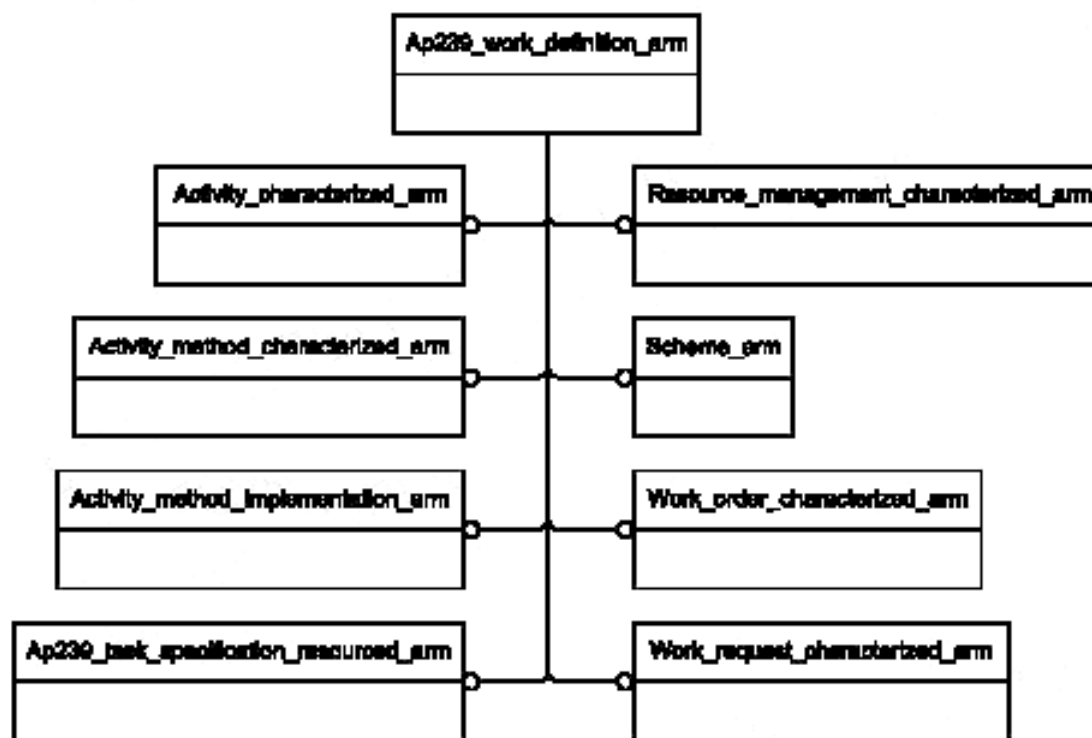 Ap239_work_definition_arm
Activity_characterized_arm
Resource_management_characterized_arm
Activity_method_characterized_arm
Scheme_arm
Activity_method_implementation_arm
Work_order_characterized_arm
Ap239_task_specification_resourced_arm
Work_request_characterized_arm